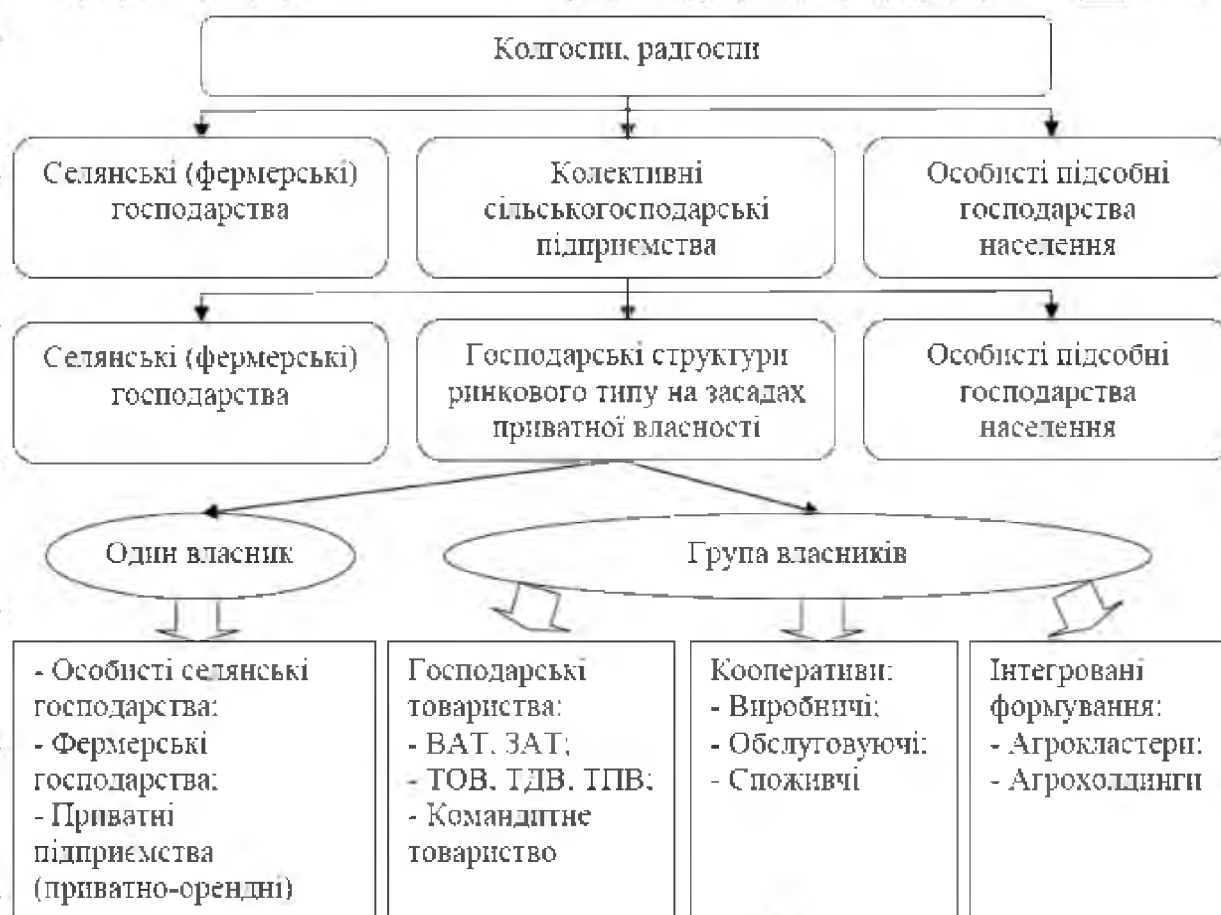 Колгоспи, радгоспи
Селянські (фермерські)
господарства
Колективні
сільськогосподарські
підприємства
Особисті підсобні
господарства
населення
Селянські (фермерські)
господарства
Господарські структури
ринкового типу на засадах
приватної власності
Особисті підсобні
господарства
населення
Один власник
Група власників
- Особисті селянські
господарства;
- Фермерські
господарства;
- Приватні
підприємства
(приватно-орендні)
Господарські
товариства:
- ВАТ, ЗАТ;
- ТОВ, ТДВ, ТПВ;
- Командитне
товариство
Кооперативи:
- Виробничі;
- Обслуговуючі;
- Споживчі
Інтегровані
формування:
- Агрокластери;
- Агрохолдинги